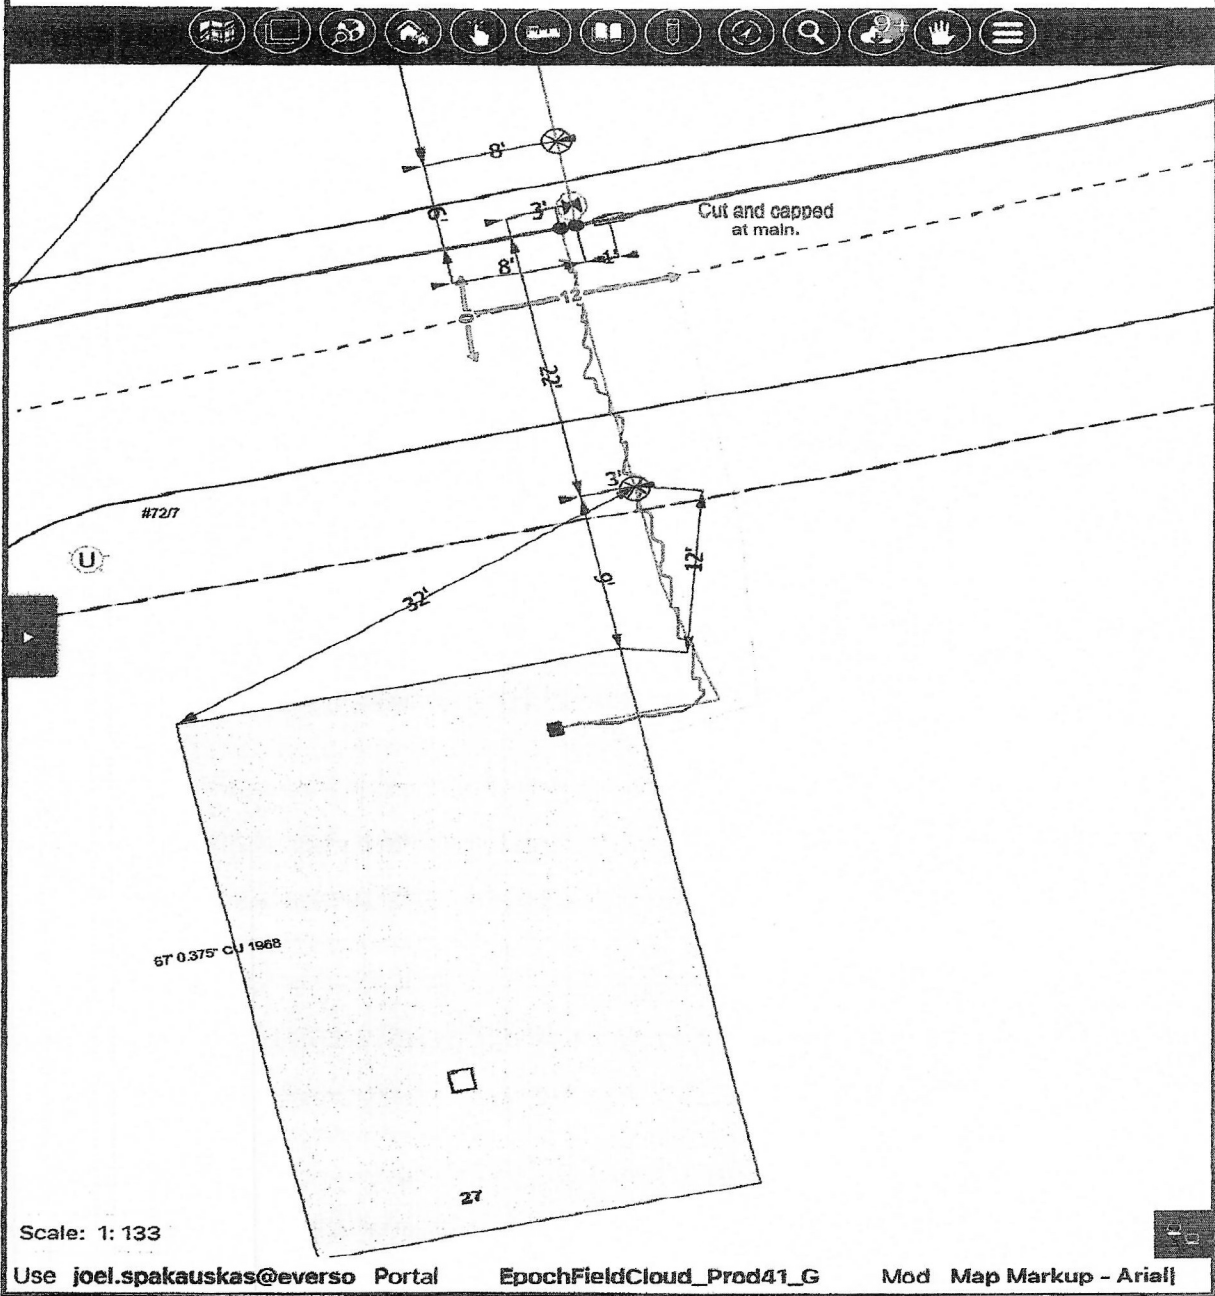 9+
8'
6'
3'
Cut and capped
at main.
1'
8'
12
22'
3'
#72/7
U
12'
9'
32'
67' 0.375" CU 1968
27
Scale: 1: 133
Use joel.spakauskas@everso Portal EpochFieldCloud_Prod41_G Mod Map Markup - Arial|